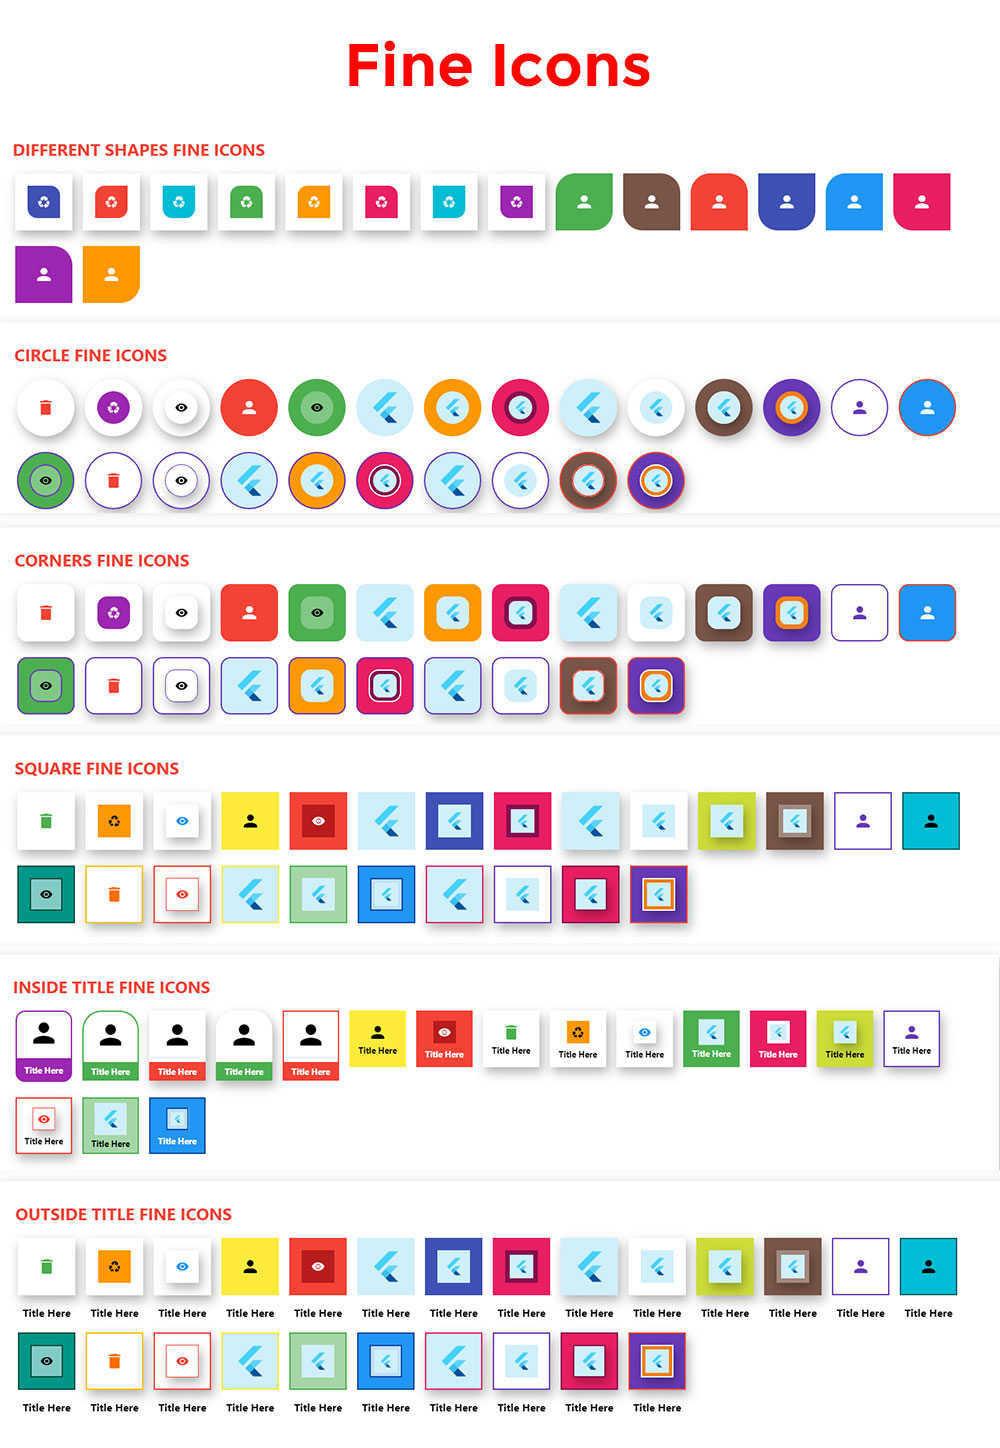 Fine Icons
DIFFERENT SHAPES FINE ICONS
CIRCLE FINE ICONS
CORNERS FINE ICONS
SQUARE FINE ICONS
INSIDE TITLE FINE ICONS
Title Here Title Here Title Here Title Here Title Here Title Here Title Here Title Here Title Here Title Here Title Here Title Here Title Here Title Here
Title Here Title Here Title Here
OUTSIDE TITLE FINE ICONS
Title Here Title Here Title Here Title Here Title Here Title Here Title Here Title Here Title Here Title Here Title Here Title Here Title Here Title Here
Title Here Title Here Title Here Title Here Title Here Title Here Title Here Title Here Title Here Title Here